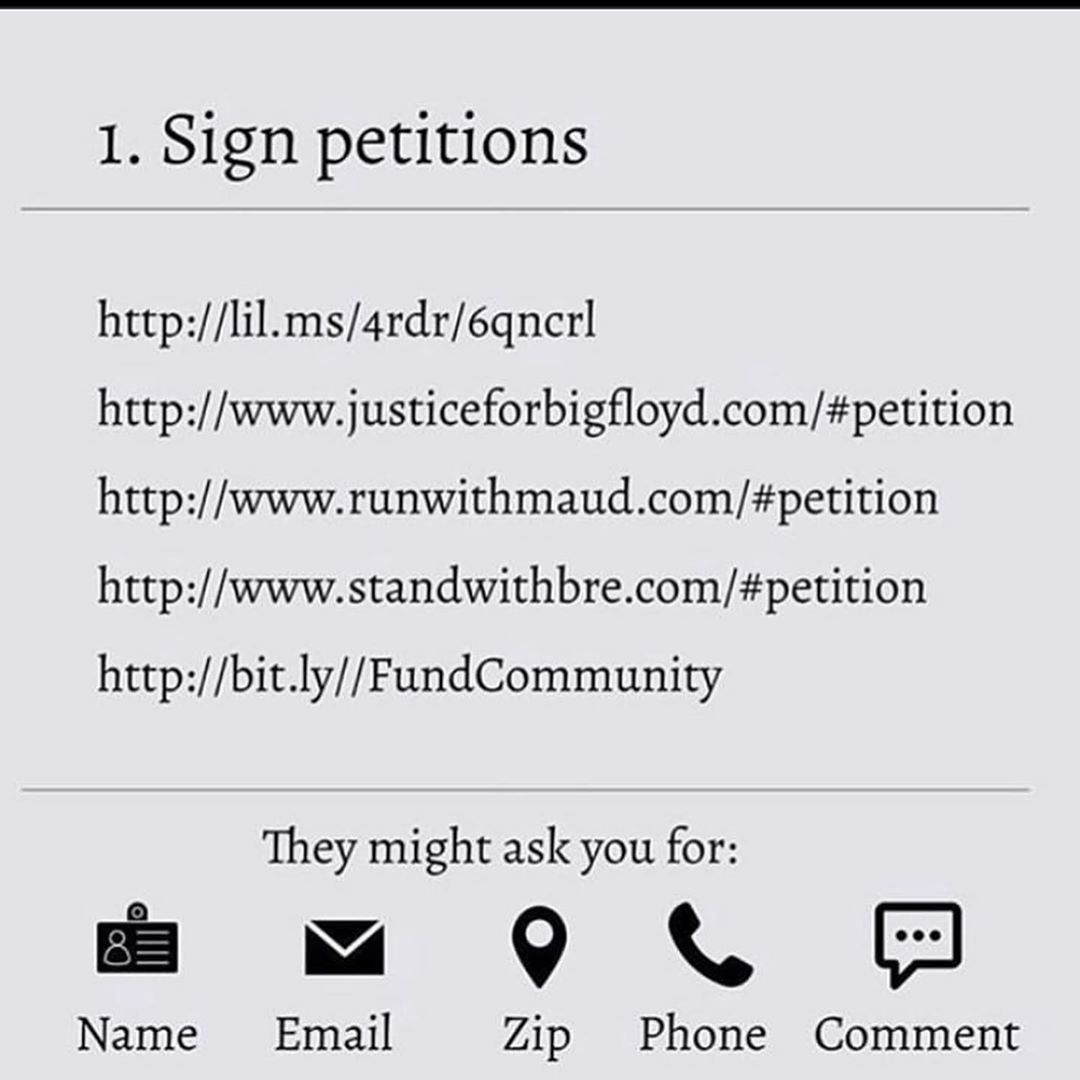 1. Sign petitions
http://lil.ms/4rdr/6qncrl
http://www.justiceforbigfloyd.com/#petition
http://www.runwithmaud.com/#petition
http://www.standwithbre.com/#petition
http://bit.ly//FundCommunity
They might ask you for:
Name Email Zip Phone Comment